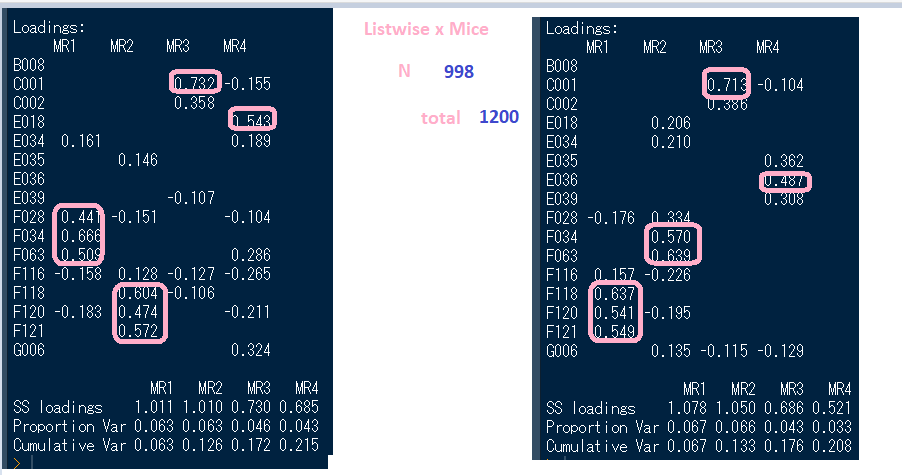 Loadings:
MR1 MR2 MR3 MR4
B008
C001 0.732 -0.155
C002 0.358
E018 0.543
E034 0.161 0.189
E035 0.146
E036
E039 -0.107
F028 0.441 -0.151 -0.104
F034 0.666
F063 0.509 0.286
F116 -0.158 0.128 -0.127 -0.265
F118 0.604 -0.106
F120 -0.183 0.474 -0.211
F121 0.572
G006 0.324
MR1 MR2 MR3 MR4
SS loadings 1.011 1.010 0.730 0.685
Proportion Var 0.063 0.063 0.046 0.043
Cumulative Var 0.063 0.126 0.172 0.215
>
Listwise x Mice
N 998
total 1200
Loadings:
MR1 MR2 MR3 MR4
B008
C001 0.713 -0.104
C002 0.386
E018 0.206
E034 0.210
E035 0.362
E036 0.487
E039 0.308
F028 -0.176 0.334
F034 0.570
F063 0.639
F116 0.157 -0.226
F118 0.637
F120 0.541 -0.195
F121 0.549
G006 0.135 -0.115 -0.129
MR1 MR2 MR3 MR4
SS loadings 1.078 1.050 0.686 0.521
Proportion Var 0.067 0.066 0.043 0.033
Cumulative Var 0.067 0.133 0.176 0.208